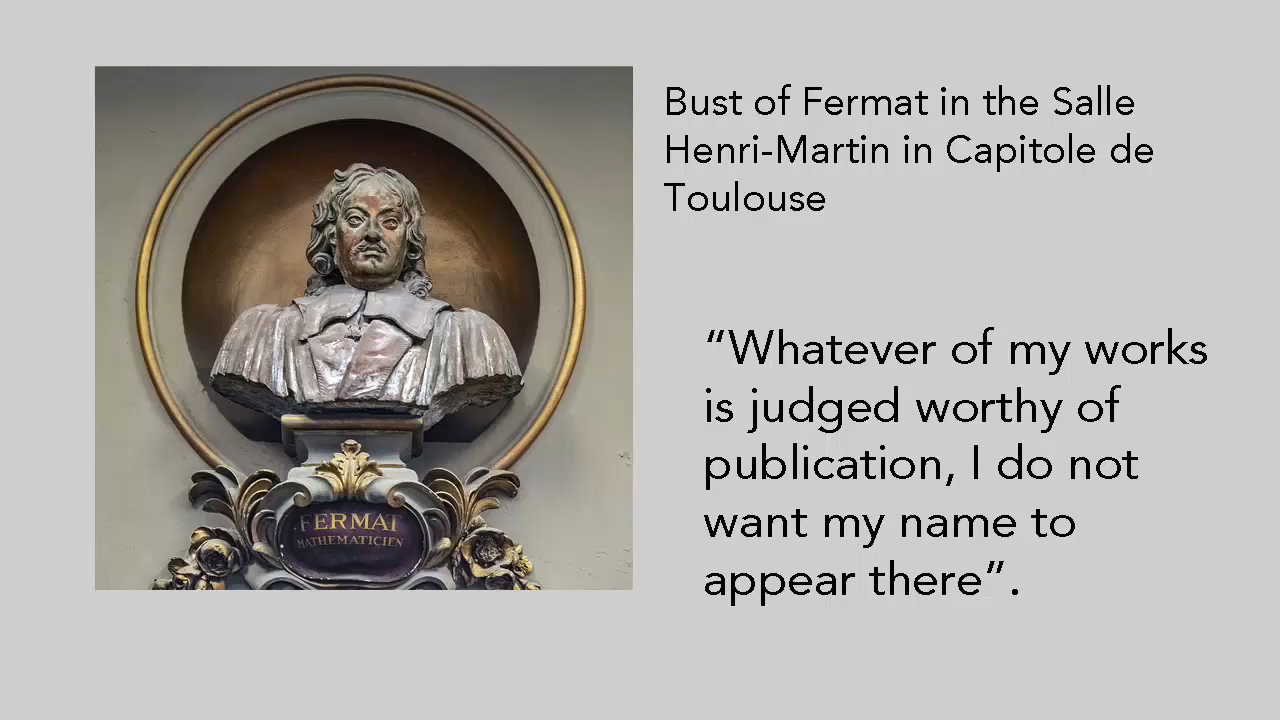 Bust of Fermat in the Salle
Henri-Martin in Capitole de
Toulouse
“Whatever of my works
is judged worthy of
publication, I do not
want my name to
appear there”.
FERMAT
MATHEMATICIEN